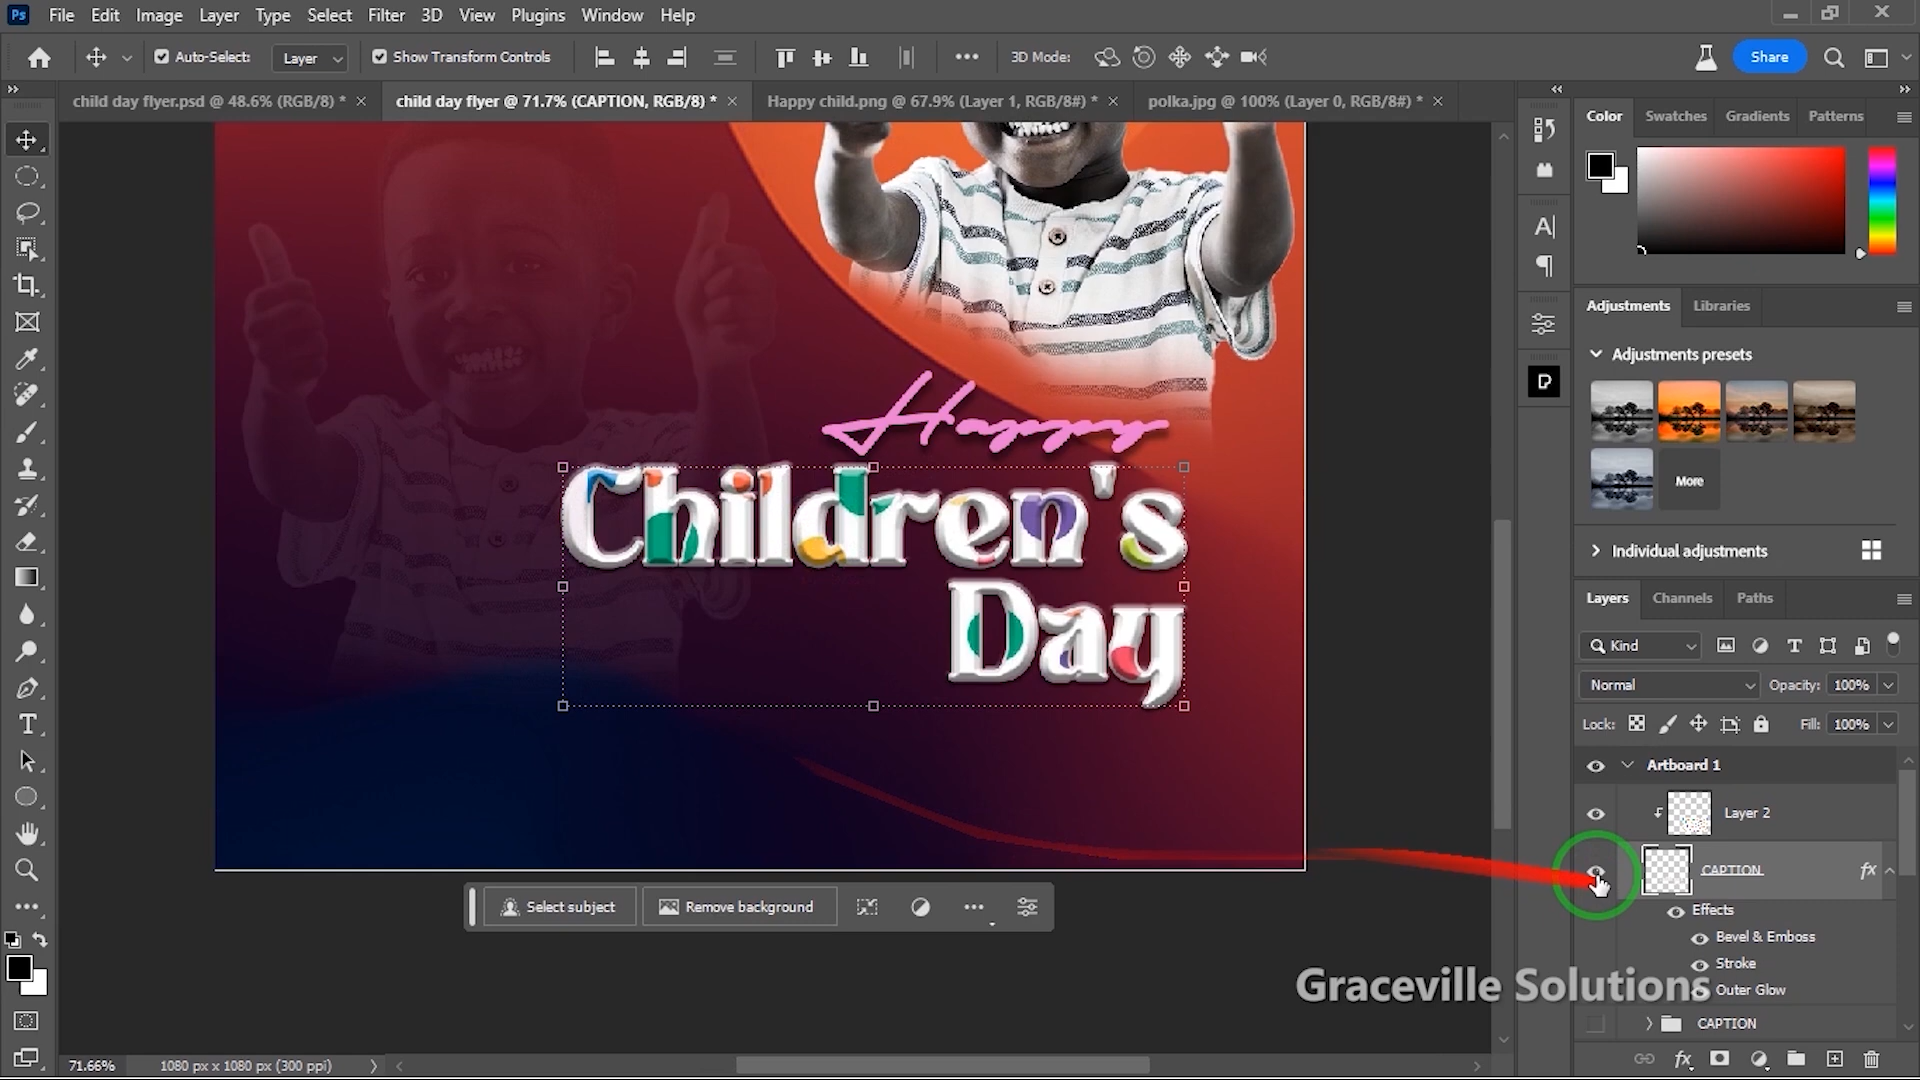 Ps File Edit Image Layer Type Select Filter 3D View Plugins Window Help
Auto-Select: Layer Show Transform Controls 3D Mode: Share
child day flyer.psd @ 48.6% (RGB/8) * child day flyer @ 71.7% (CAPTION, RGB/8) * Happy child.png @ 67.9% (Layer 1, RGB/8#) * polka.jpg @ 100% (Layer 0, RGB/8#) *
Color Swatches Gradients Patterns
Adjustments Libraries
Adjustments presets
More
Individual adjustments
Happy
Children's
Day
Layers Channels Paths
Kind
Normal Opacity: 100%
Lock: Fill: 100%
Artboard 1
Layer 2
CAPTION fx
Effects
Bevel & Emboss
Stroke
Outer Glow
CAPTION
Select subject Remove background
Graceville Solutions
71.66% 1080 px x 1080 px (300 ppi)